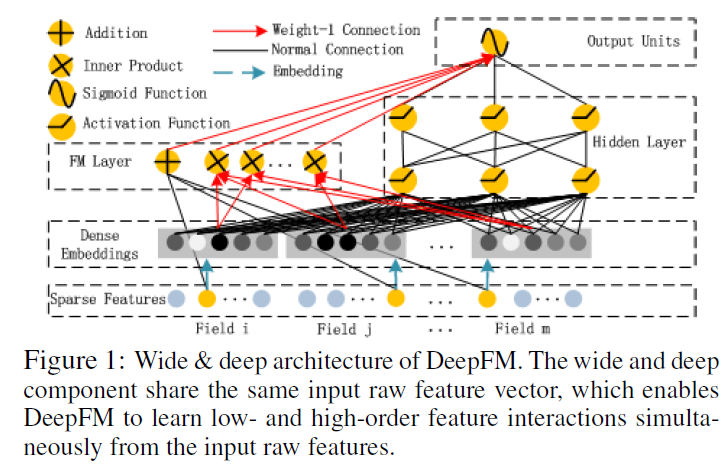 Addition
Weight-1 Connection
Output Units
Inner Product
Normal Connection
Sigmoid Function
Embedding
Activation Function
Hidden Layer
FM Layer
. . .
Dense
Embeddings
...
Sparse Features
... ... ... ...
Field i Field j ... Field m
Figure 1: Wide & deep architecture of DeepFM. The wide and deep
component share the same input raw feature vector, which enables
DeepFM to learn low- and high-order feature interactions simulta-
neously from the input raw features.